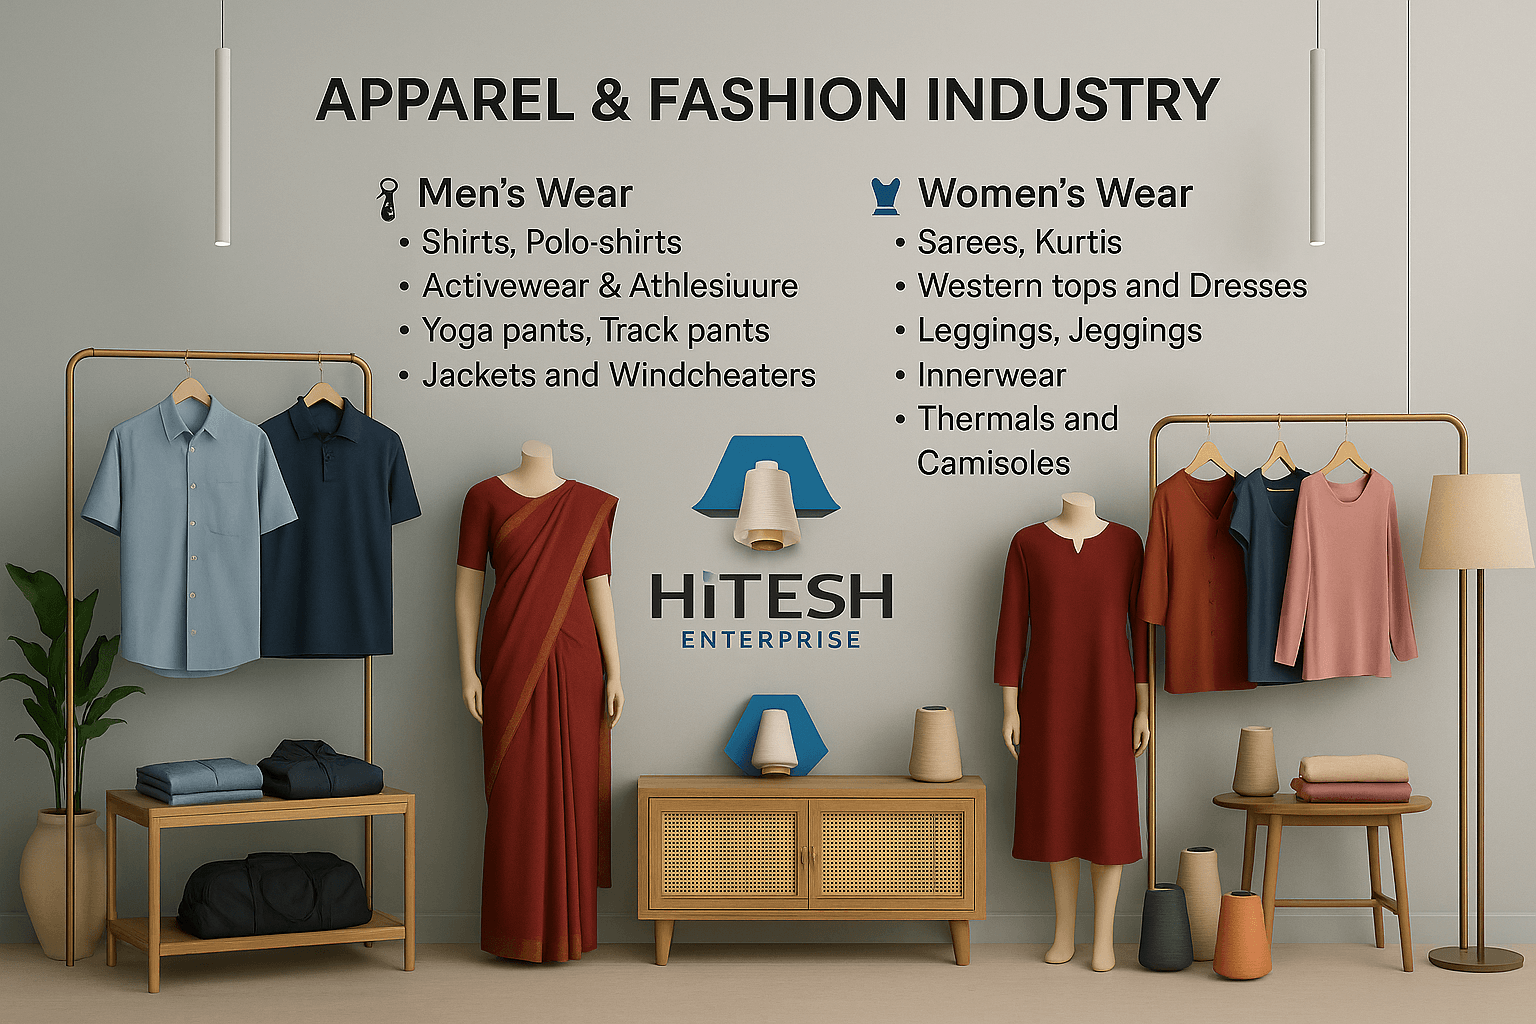 APPAREL & FASHION INDUSTRY
Men's Wear
• Shirts, Polo-shirts
• Activewear & Athlesiuure
• Yoga pants, Track pants
• Jackets and Windcheaters
Women's Wear
• Sarees, Kurtis
• Western tops and Dresses
• Leggings, Jeggings
• Innerwear
• Thermals and
Camisoles
HiTESH
ENTERPRISE